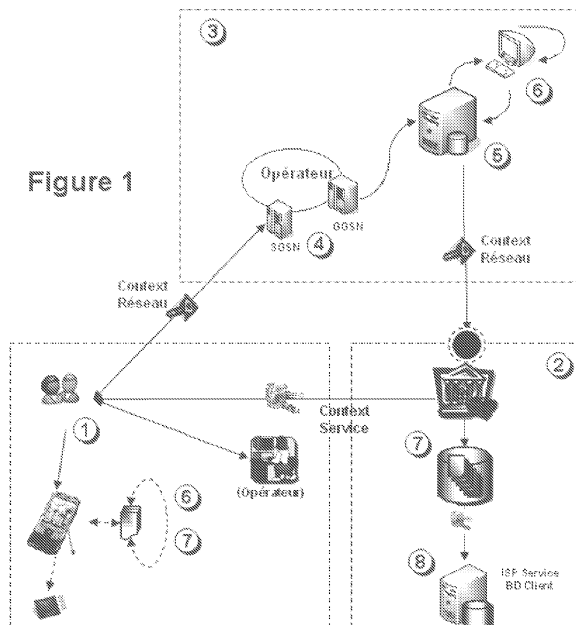 3
6
5
Figure 1
Opérateur
GGSN
SGSN
4
Context
Réseau
Context
Réseau
2
1
Context
Service
7
(Opérateur)
6
7
8
ISP Service
BD Client